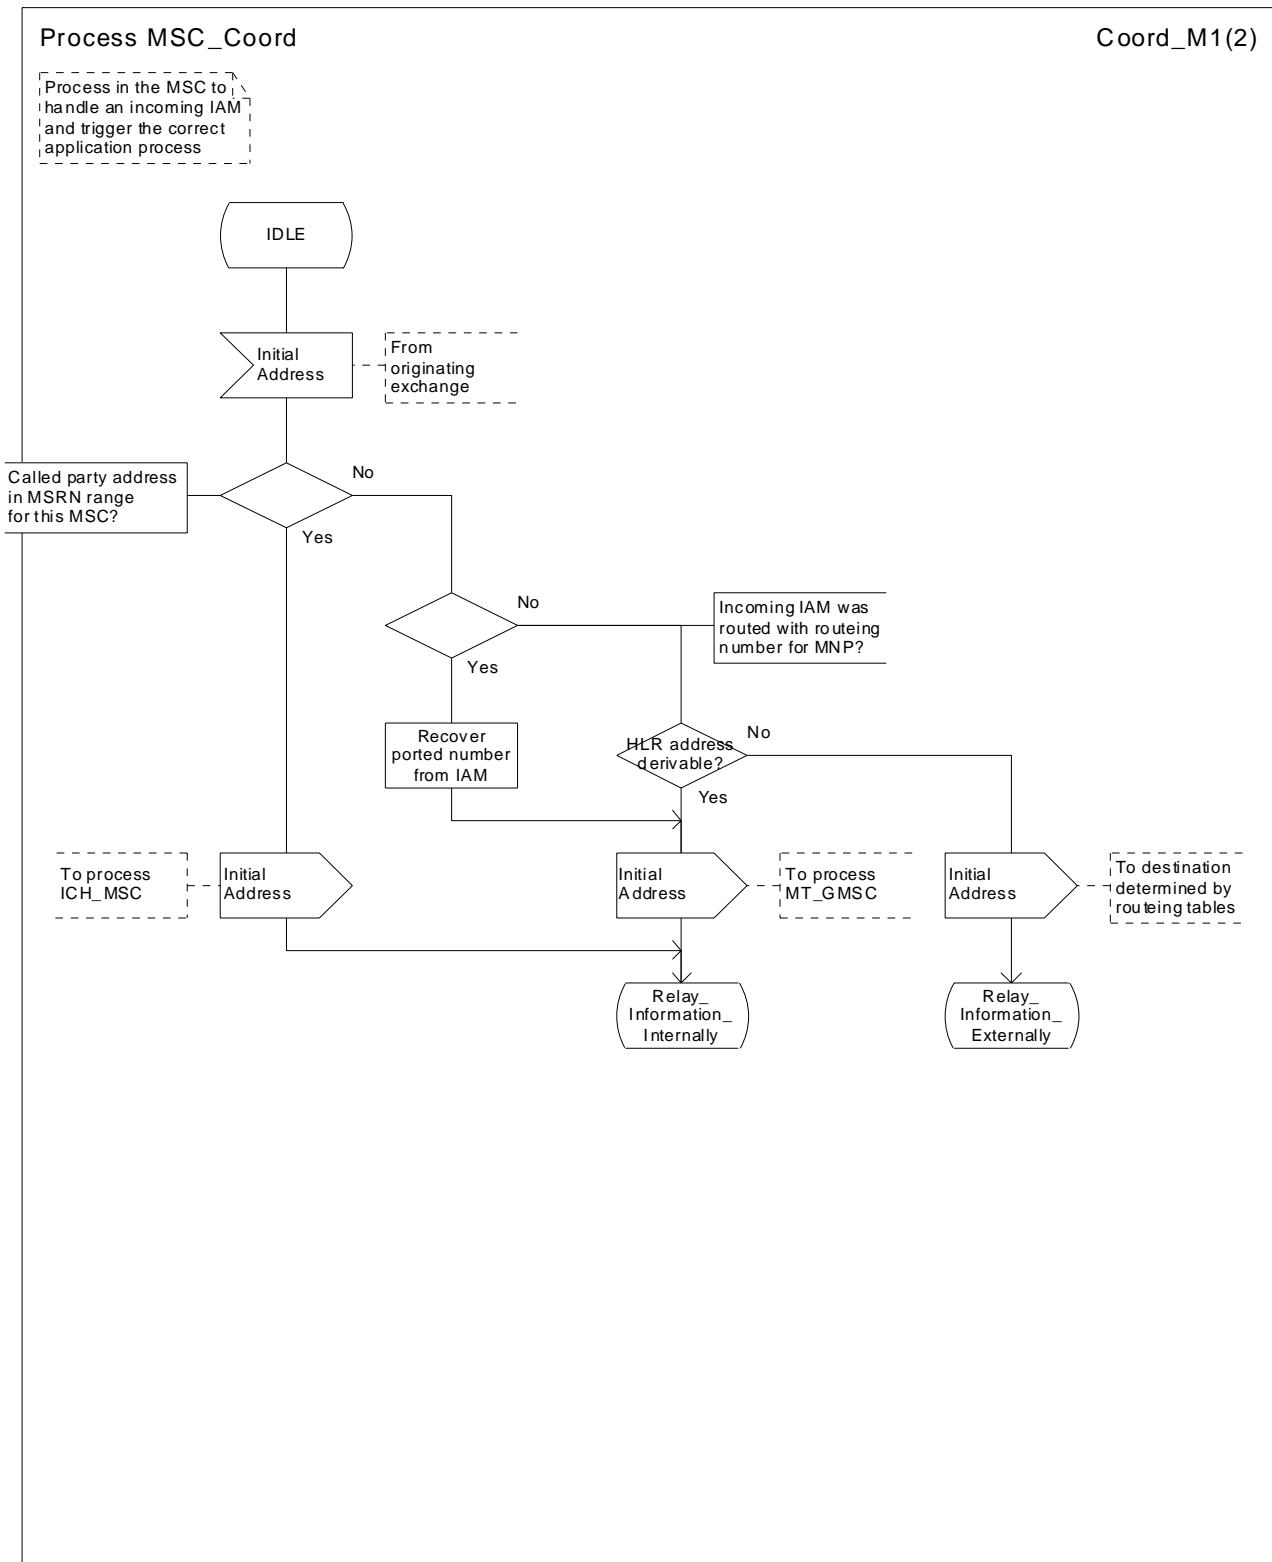 Process MSC_Coord
Coord_M1(2)
Process in the MSC to
handle an incoming IAM
and trigger the correct
application process
IDLE
Initial
Address
From
originating
exchange
Called party address
in MSRN range
for this MSC?
No
Yes
No
Incoming IAM was
routed with routeing
number for MNP?
Yes
Recover
ported number
from IAM
HLR address
derivable?
No
Yes
To process
ICH_MSC
Initial
Address
Initial
Address
To process
MT_GMSC
Initial
Address
To destination
determined by
routeing tables
Relay_
Information_
Internally
Relay_
Information_
Externally